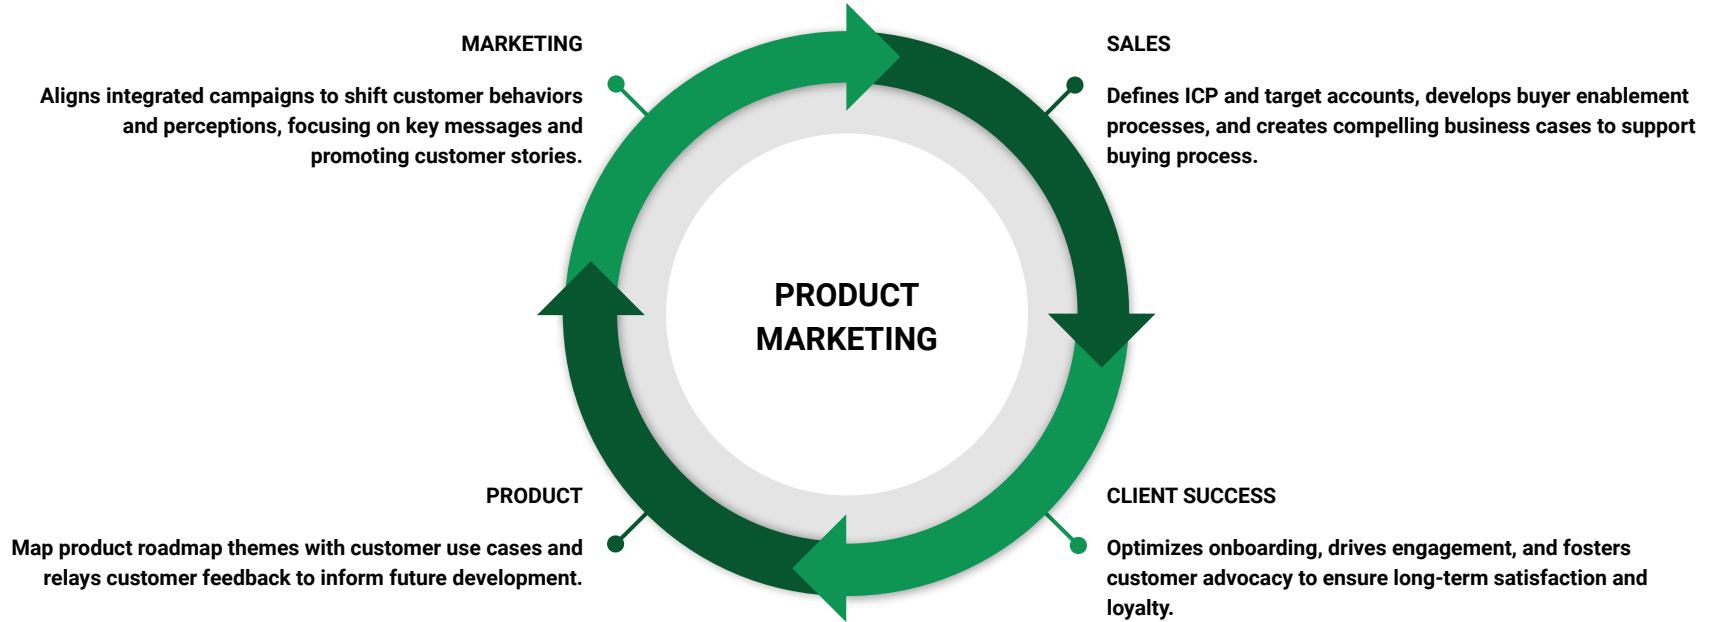 MARKETING
Aligns integrated campaigns to shift customer behaviors
and perceptions, focusing on key messages and
promoting customer stories.
SALES
Defines ICP and target accounts, develops buyer enablement
processes, and creates compelling business cases to support
buying process.
PRODUCT
MARKETING
PRODUCT
Map product roadmap themes with customer use cases and
relays customer feedback to inform future development.
CLIENT SUCCESS
Optimizes onboarding, drives engagement, and fosters
customer advocacy to ensure long-term satisfaction and
loyalty.